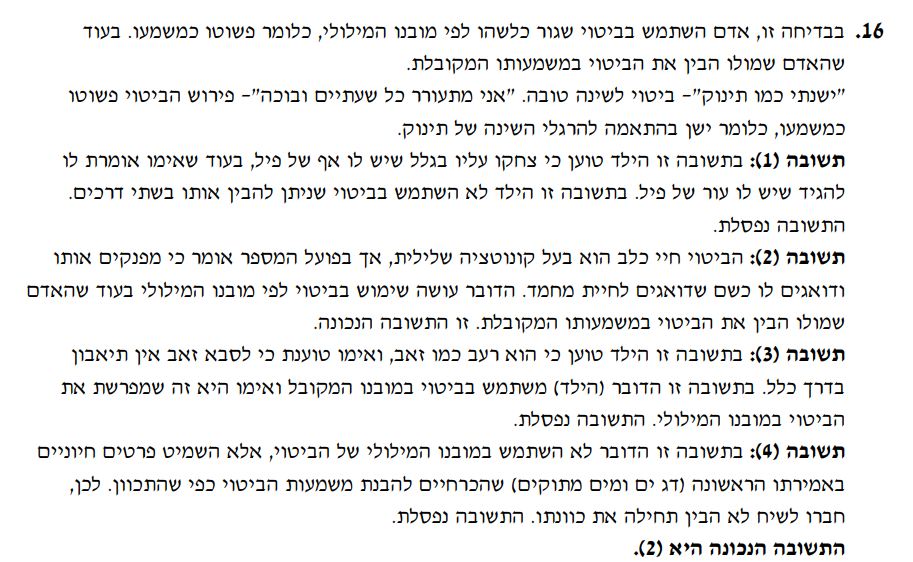 16. בבדיחה זו, אדם השתמש בביטוי שגור כלשהו לפי מובנו המילולי, כלומר פשוטו כמשמעו. בעוד
שהאדם שמולו הבין את הביטוי במשמעותו המקובלת.
"ישנתי כמו תינוק"– ביטוי לשינה טובה. "אני מתעורר כל שעתיים ובוכה"– פירוש הביטוי פשוטו
כמשמעו, כלומר ישן בהתאמה להרגלי השינה של תינוק.
תשובה (1): בתשובה זו הילד טוען כי צחקו עליו בגלל שיש לו אף של פיל, בעוד שאימו אומרת לו
להגיד שיש לו עור של פיל. בתשובה זו הילד לא השתמש בביטוי שניתן להבין אותו בשתי דרכים.
התשובה נפסלת.
תשובה (2): הביטוי חיי כלב הוא בעל קונוטציה שלילית, אך בפועל המספר אומר כי מפנקים אותו
ודואגים לו כשם שדואגים לחיית מחמד. הדובר עושה שימוש בביטוי לפי מובנו המילולי בעוד שהאדם
שמולו הבין את הביטוי במשמעותו המקובלת. זו התשובה הנכונה.
תשובה (3): בתשובה זו הילד טוען כי הוא רעב כמו זאב, ואימו טוענת כי לסבא זאב אין תיאבון
בדרך כלל. בתשובה זו הדובר (הילד) משתמש בביטוי במובנו המקובל ואימו היא זה שמפרשת את
הביטוי במובנו המילולי. התשובה נפסלת.
תשובה (4): בתשובה זו הדובר לא השתמש במובנו המילולי של הביטוי, אלא השמיט פרטים חיוניים
באמירתו הראשונה (דג ים ומים מתוקים) שהכרחיים להבנת משמעות הביטוי כפי שהתכוון. לכן,
חברו לשיח לא הבין תחילה את כוונתו. התשובה נפסלת.
התשובה הנכונה היא (2).